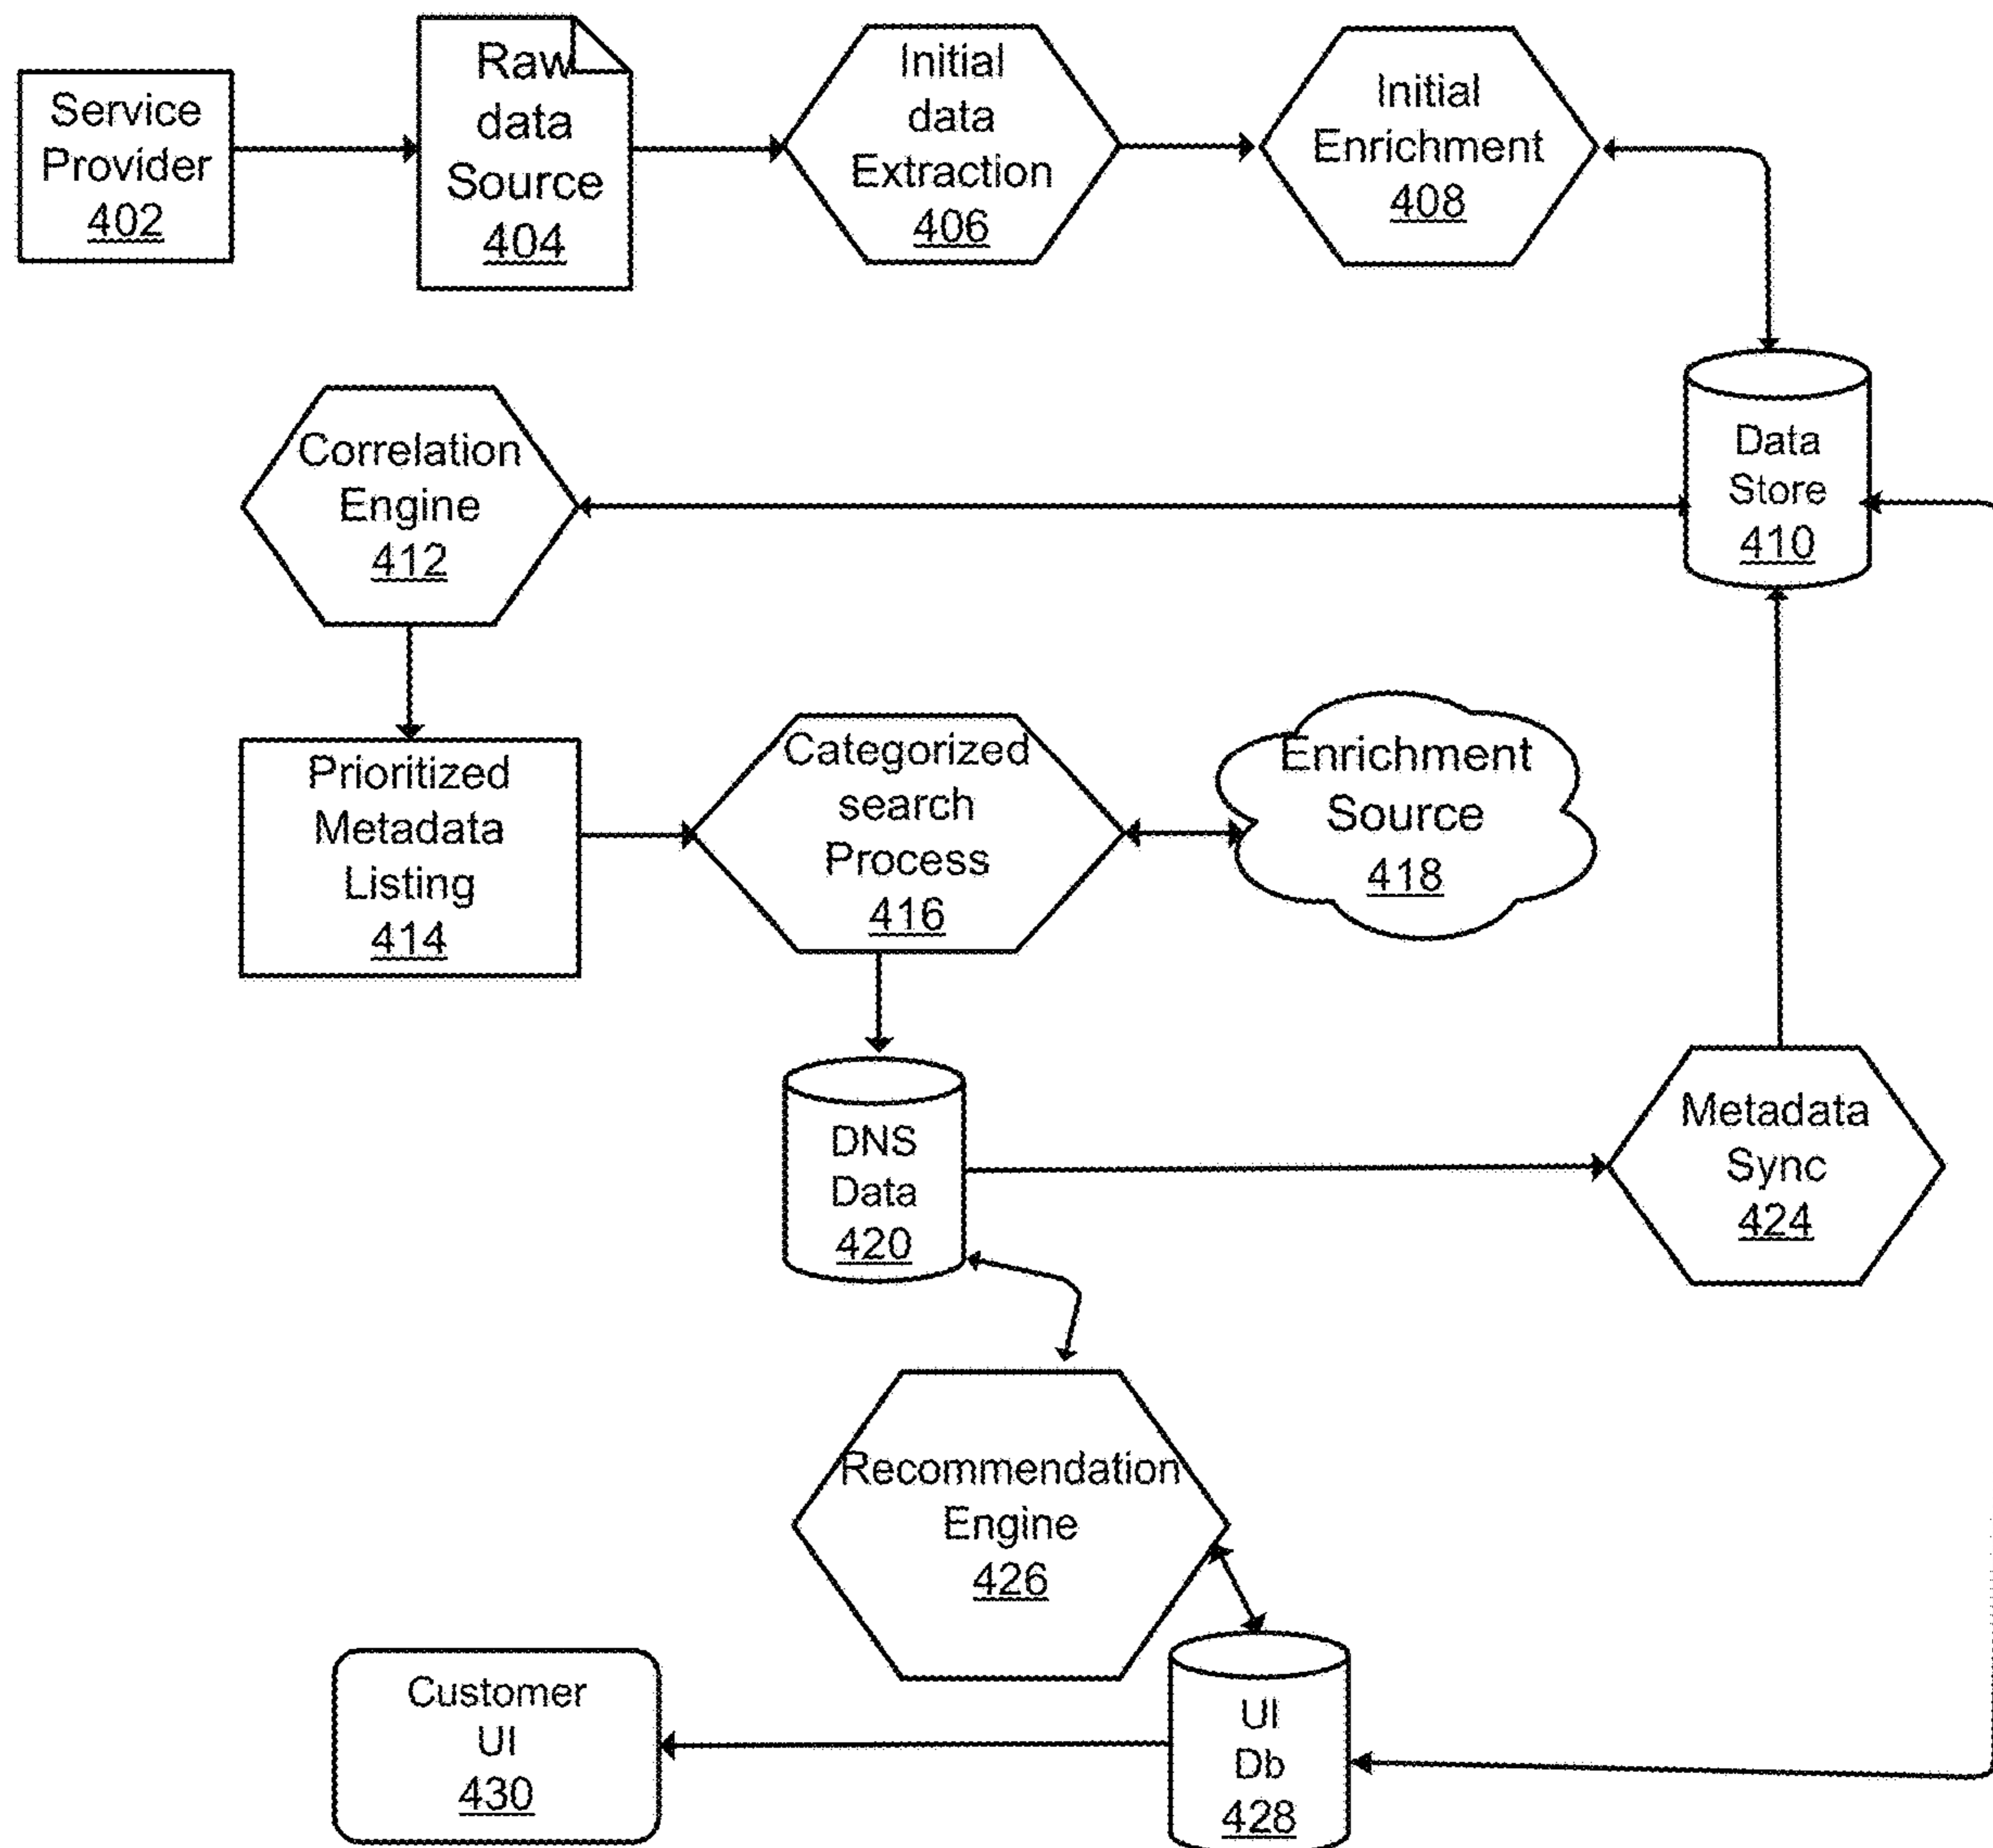 Service
Provider
402
Raw
data
Source
404
Initial
data
Extraction
406
Initial
Enrichment
408
Data
Store
410
Correlation
Engine
412
Prioritized
Metadata
Listing
414
Categorized
search
Process
416
Enrichment
Source
418
DNS
Data
420
Metadata
Sync
424
Recommendation
Engine
426
UI
Db
428
Customer
UI
430